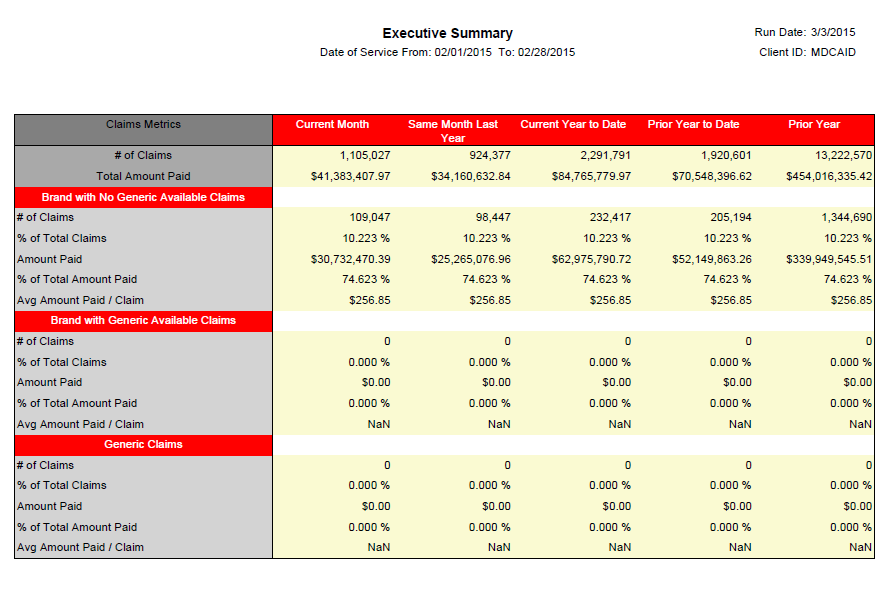 Executive Summary
Run Date: 3/3/2015
Date of Service From: 02/01/2015 To: 02/28/2015
Client ID: MDCAID
Claims Metrics Current Month Same Month Last Year Current Year to Date Prior Year to Date Prior Year
# of Claims 1,105,027 924,377 2,291,791 1,920,601 13,222,570
Total Amount Paid $41,383,407.97 $34,160,632.84 $84,765,779.97 $70,548,396.62 $454,016,335.42
Brand with No Generic Available Claims
# of Claims 109,047 98,447 232,417 205,194 1,344,690
% of Total Claims 10.223 % 10.223 % 10.223 % 10.223 % 10.223 %
Amount Paid $30,732,470.39 $25,265,076.96 $62,975,790.72 $52,149,863.26 $339,949,545.51
% of Total Amount Paid 74.623 % 74.623 % 74.623 % 74.623 % 74.623 %
Avg Amount Paid / Claim $256.85 $256.85 $256.85 $256.85 $256.85
Brand with Generic Available Claims
# of Claims 0 0 0 0 0
% of Total Claims 0.000 % 0.000 % 0.000 % 0.000 % 0.000 %
Amount Paid $0.00 $0.00 $0.00 $0.00 $0.00
% of Total Amount Paid 0.000 % 0.000 % 0.000 % 0.000 % 0.000 %
Avg Amount Paid / Claim NaN NaN NaN NaN NaN
Generic Claims
# of Claims 0 0 0 0 0
% of Total Claims 0.000 % 0.000 % 0.000 % 0.000 % 0.000 %
Amount Paid $0.00 $0.00 $0.00 $0.00 $0.00
% of Total Amount Paid 0.000 % 0.000 % 0.000 % 0.000 % 0.000 %
Avg Amount Paid / Claim NaN NaN NaN NaN NaN